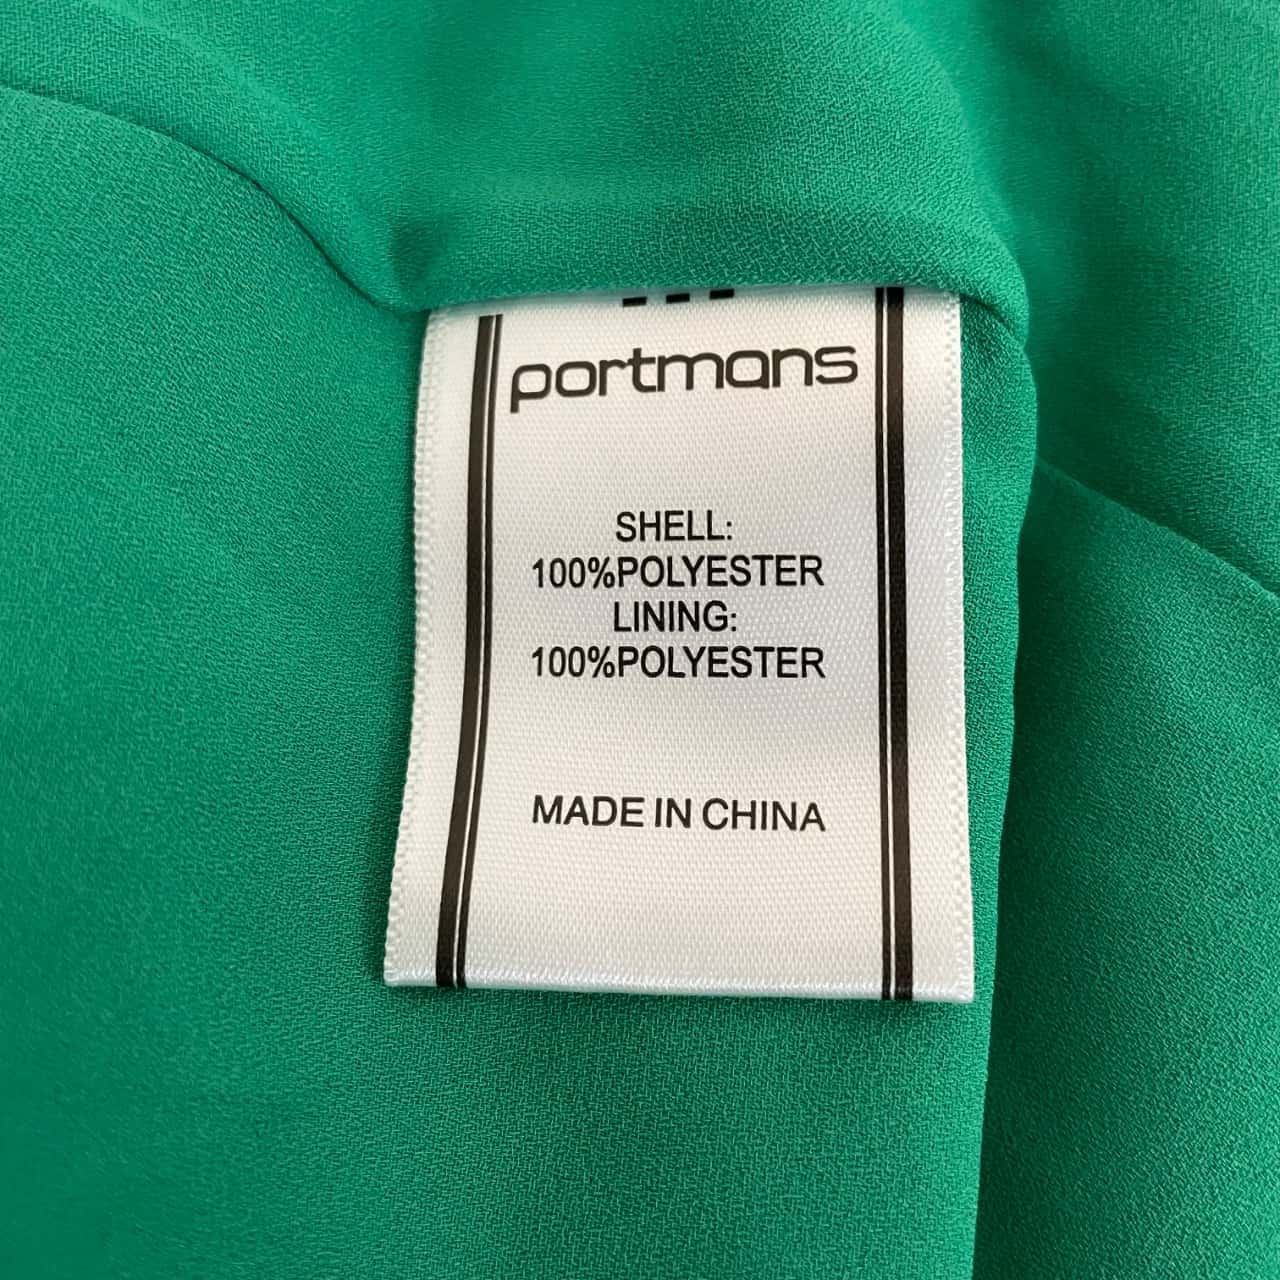 portmans
SHELL:
100%POLYESTER
LINING:
100%POLYESTER
MADE IN CHINA